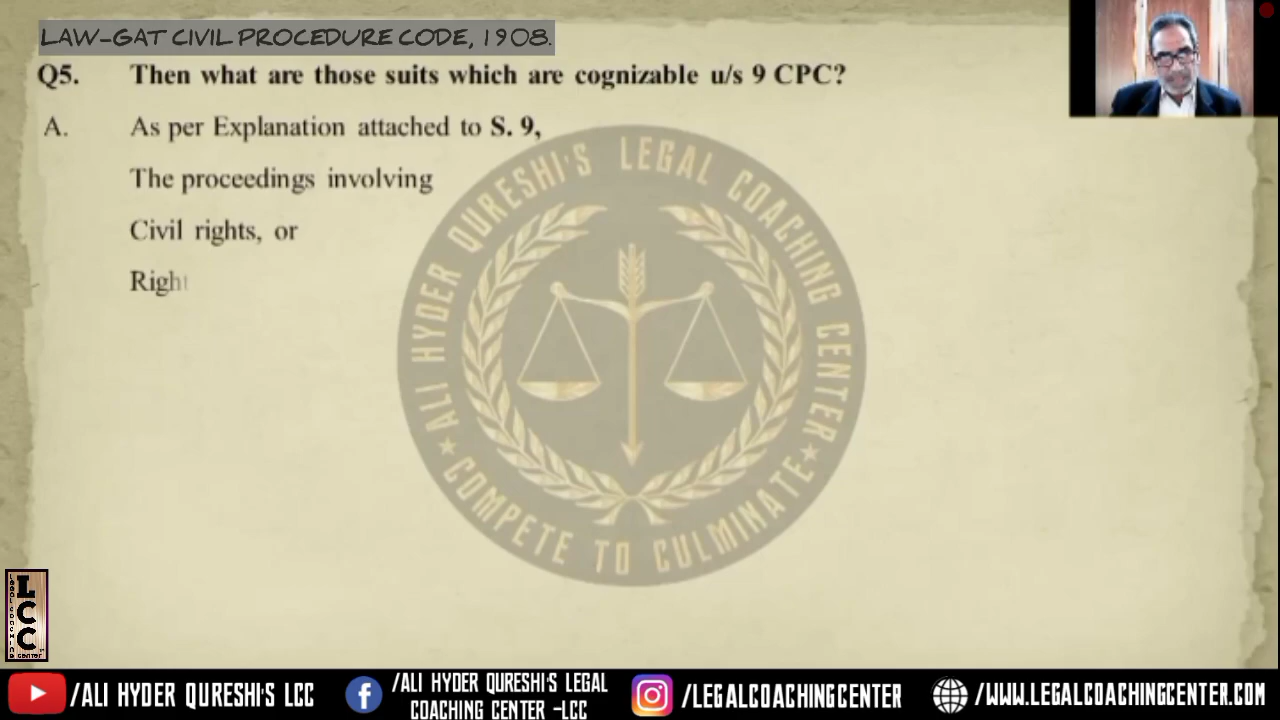 LAW-GAT CIVIL PROCEDURE CODE, 1908.
Q5. Then what are those suits which are cognizable u/s 9 CPC?
A. As per Explanation attached to S. 9,
The proceedings involving
Civil rights, or
Right
ALI HYDER QURESHI'S LEGAL COACHING CENTER
★ COMPETE TO CULMINATE ★
LCC
/ALI HYDER QURESHI'S LCC
/ALI HYDER QURESHI'S LEGAL
COACHING CENTER -LCC
/LEGALCOACHINGCENTER
/WWW.LEGALCOACHINGCENTER.COM